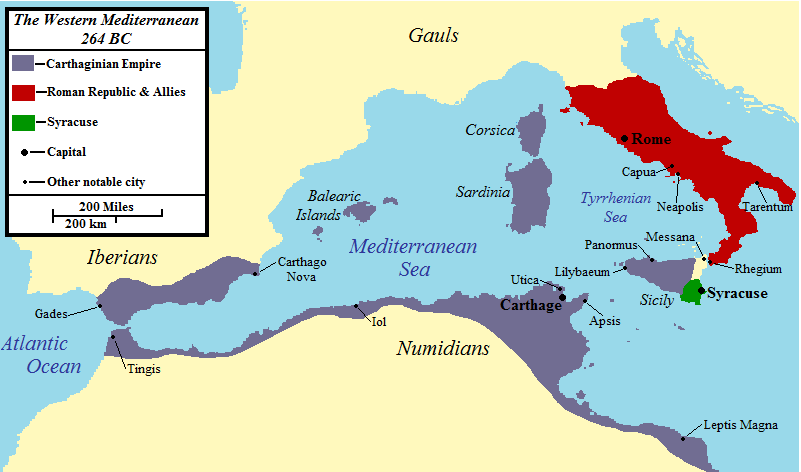 The Western Mediterranean
264 BC
Carthaginian Empire
Roman Republic & Allies
Syracuse
Capital
Other notable city
200 Miles
200 km
Gauls
Corsica
Rome
Capua
Sardinia
Balearic
Islands
Tyrrhenian
Sea
Neapolis
Tarentum
Mediterranean
Sea
Panormus
Messana
Iberians
Carthago
Nova
Utica
Lilybaeum
Rhegium
Carthage
Sicily
Syracuse
Gades
Iol
Apsis
Atlantic
Ocean
Tingis
Numidians
Leptis Magna